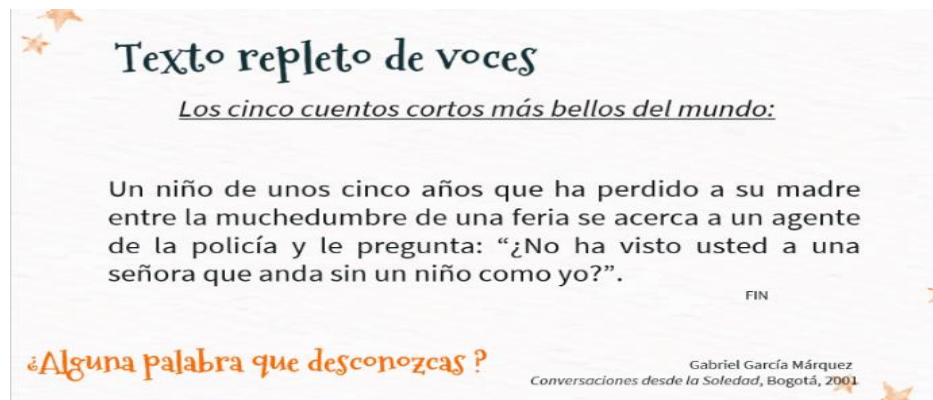 Texto repleto de voces
Los cinco cuentos cortos más bellos del mundo:
Un niño de unos cinco años que ha perdido a su madre
entre la muchedumbre de una feria se acerca a un agente
de la policía y le pregunta: “¿No ha visto usted a una
señora que anda sin un niño como yo?”.
FIN
¿Alguna palabra que desconozcas ?
Gabriel García Márquez
Conversaciones desde la Soledad, Bogotá, 2001